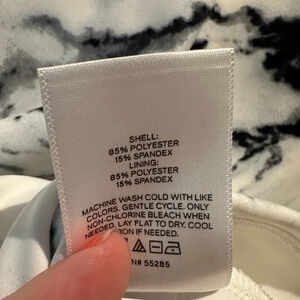 SHELL:
85% POLYESTER
15% SPANDEX
LINING:
85% POLYESTER
15% SPANDEX
MACHINE WASH COLD WITH LIKE
COLORS. GENTLE CYCLE. ONLY
NON-CHLORINE BLEACH WHEN
NEEDED. LAY FLAT TO DRY. COOL
IF NEEDED.
N# 55285